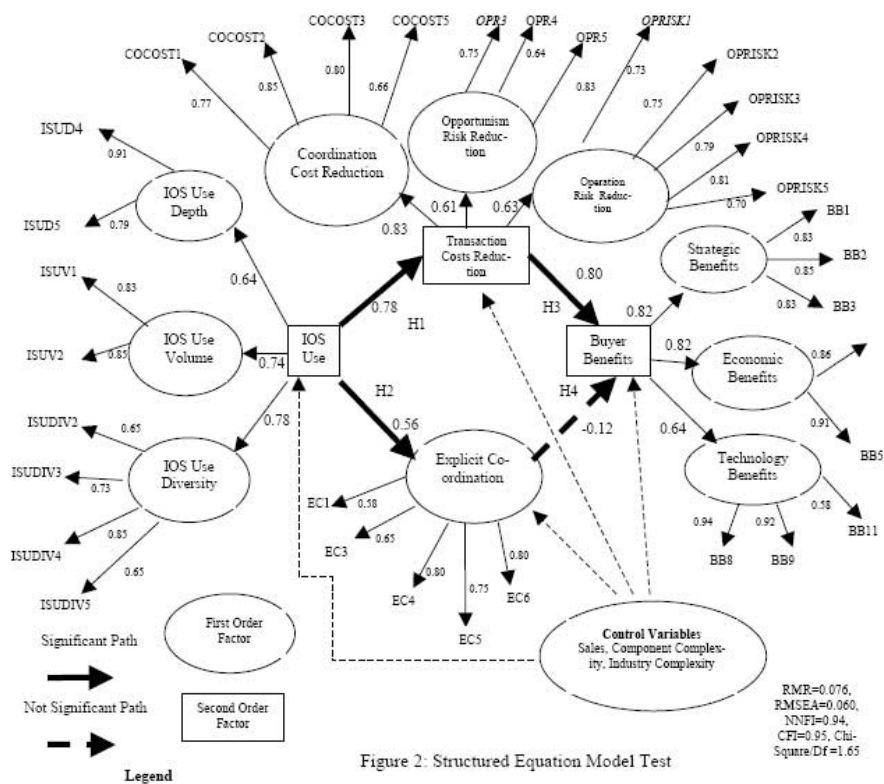 COCOST3
COCOST5
OPR3
OPR4
OPRISK1
COCOST2
OPR5
COCOST1
OPRISK2
0.80
0.75
0.64
0.85
0.66
0.83
0.73
0.77
0.75
OPRISK3
ISUD4
Opportunism
Risk Reduc-
tion
Coordination
Cost Reduction
0.79
OPRISK4
0.91
Operation
Risk Reduc-
tion
0.81
IOS Use
Depth
0.70
OPRISK5
ISUD5
0.79
0.83
0.61
0.63
BB1
Transaction
Costs Reduc-
tion
Strategic
Benefits
0.83
ISUV1
0.64
0.85
BB2
0.83
0.80
0.83
BB3
IOS Use
Volume
0.78
H1
H3
0.82
ISUV2
0.85
0.74
IOS
Use
Buyer
Benefits
0.82
Economic
Benefits
0.86
H2
H4
0.78
0.56
-0.12
0.64
0.91
ISUDIV2
0.65
IOS Use
Diversity
Explicit Co-
ordination
Technology
Benefits
BB5
ISUDIV3
0.73
EC1
0.58
0.58
0.94
0.92
BB11
ISUDIV4
0.85
EC3
0.65
0.80
BB8
BB9
0.65
0.80
0.75
EC6
EC4
ISUDIV5
EC5
First Order
Factor
Control Variables
Sales, Component Complex-
ity, Industry Complexity
Significant Path
Not Significant Path
Second Order
Factor
RMR=0.076,
RMSEA=0.060,
NNFI=0.94,
CFI=0.95, Chi-
Square/Df =1.65
Figure 2: Structured Equation Model Test
Legend